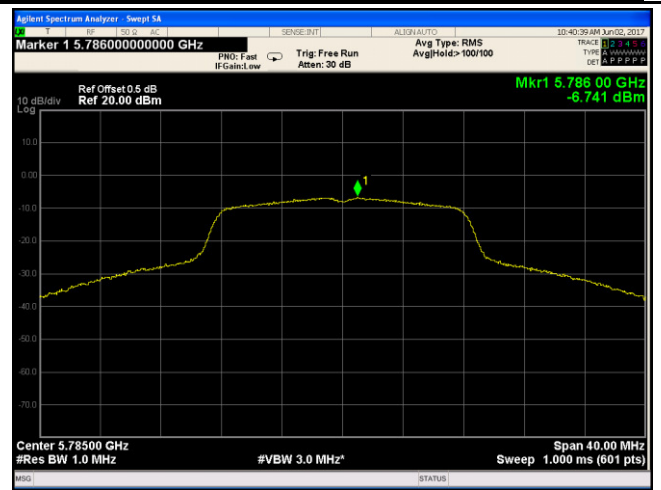 Agilent Spectrum Analyzer - Swept SA
T RF 50 Ω AC SENSE:INT ALIGN AUTO 10:40:39 AM Jun 02, 2017
Marker 1 5.786000000000 GHz
PNO: Fast
IFGain:Low
Trig: Free Run
Atten: 30 dB
Avg Type: RMS
Avg|Hold:> 100/100
TRACE 1 2 3 4 5 6
TYPE A WWWWW
DET A P P P P P
Mkr1 5.786 00 GHz
-6.741 dBm
Ref Offset 0.5 dB
10 dB/div Ref 20.00 dBm
Log
10.0
0.00
-10.0
-20.0
-30.0
-40.0
-50.0
-60.0
-70.0
1
Center 5.78500 GHz Span 40.00 MHz
#Res BW 1.0 MHz #VBW 3.0 MHz* Sweep 1.000 ms (601 pts)
MSG STATUS